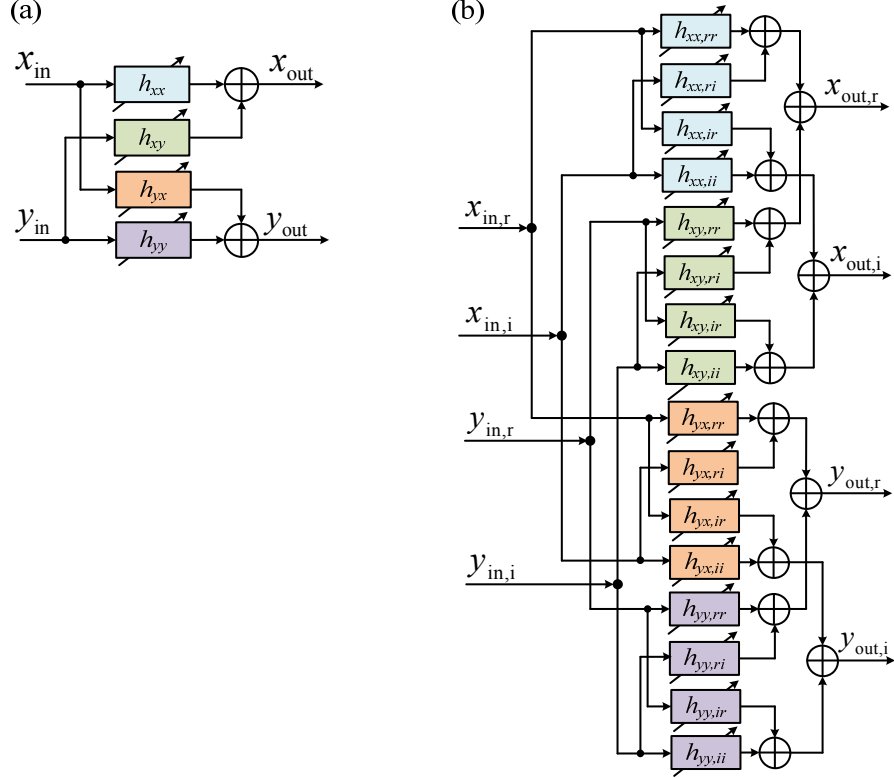 (a)
x_in
h_xx
x_out
h_xy
h_yx
y_in
h_yy
y_out
(b)
h_xx,rr
h_xx,ri
x_out,r
h_xx,ir
h_xx,ii
x_in,r
h_xy,rr
h_xy,ri
x_out,i
x_in,i
h_xy,ir
h_xy,ii
y_in,r
h_yx,rr
h_yx,ri
y_out,r
h_yx,ir
y_in,i
h_yx,ii
h_yy,rr
h_yy,ri
y_out,i
h_yy,ir
h_yy,ii